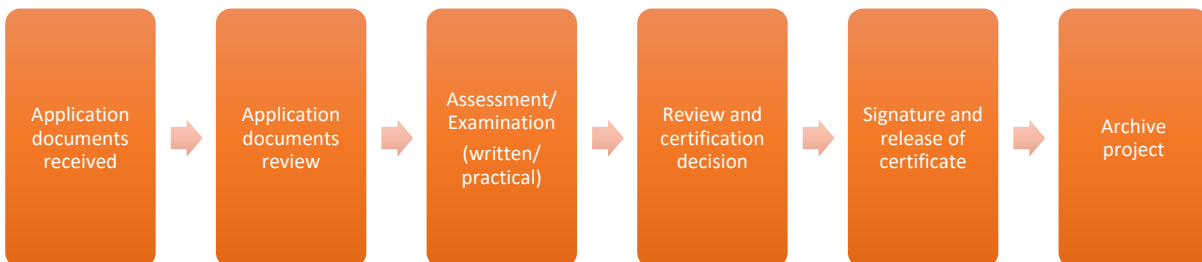 Application
documents
received
Application
documents
review
Assessment/
Examination
(written/
practical)
Review and
certification
decision
Signature and
release of
certificate
Archive
project